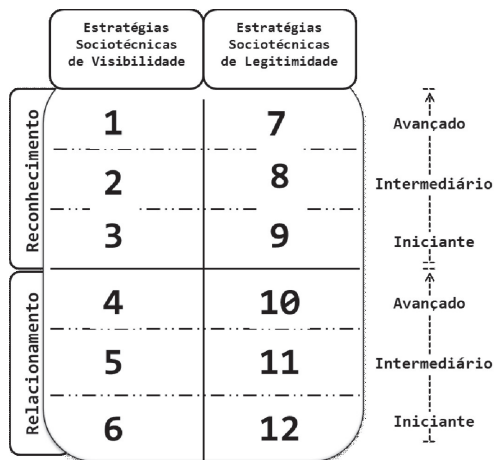 Estratégias
Sociotécnicas
de Visibilidade
Estratégias
Sociotécnicas
de Legitimidade
Reconhecimento
1
7
Avançado
2
8
Intermediário
3
9
Iniciante
Relacionamento
4
10
Avançado
5
11
Intermediário
6
12
Iniciante